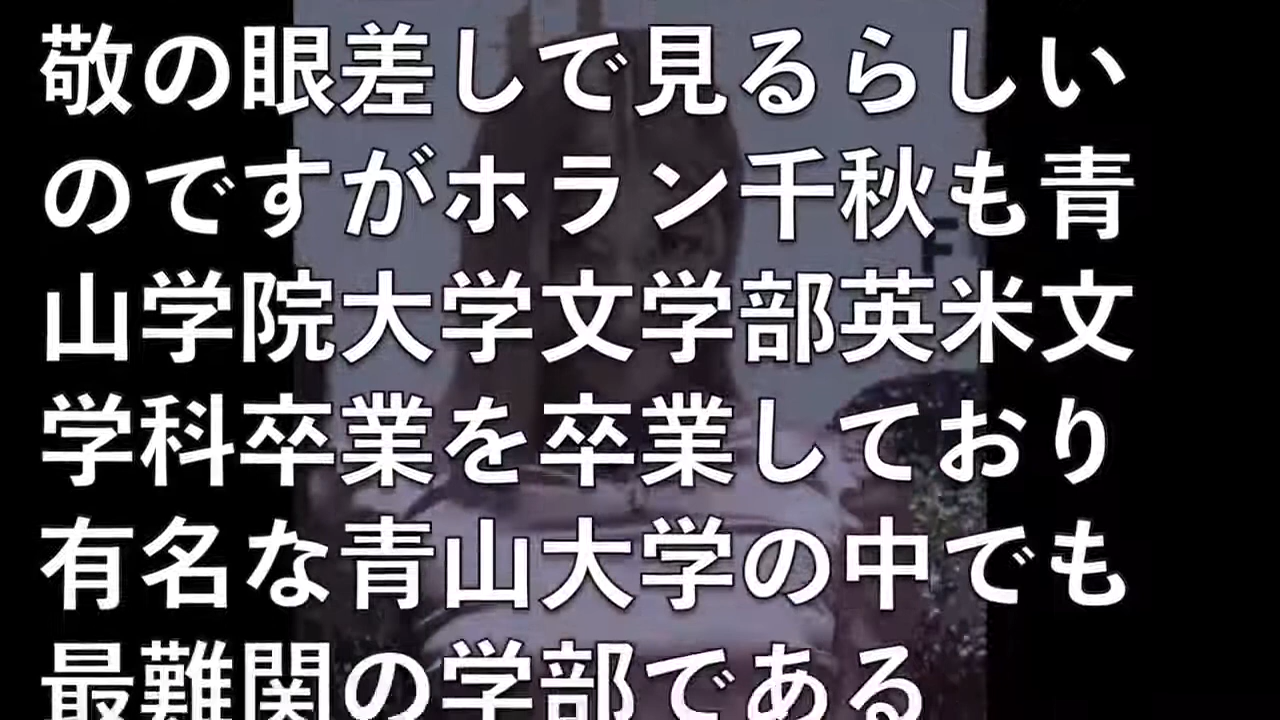 敬の眼差しで見るらしい
のですがホラン千秋も青
山学院大学文学部英米文
学科卒業を卒業しており
有名な青山大学の中でも
最難関の学部である
F